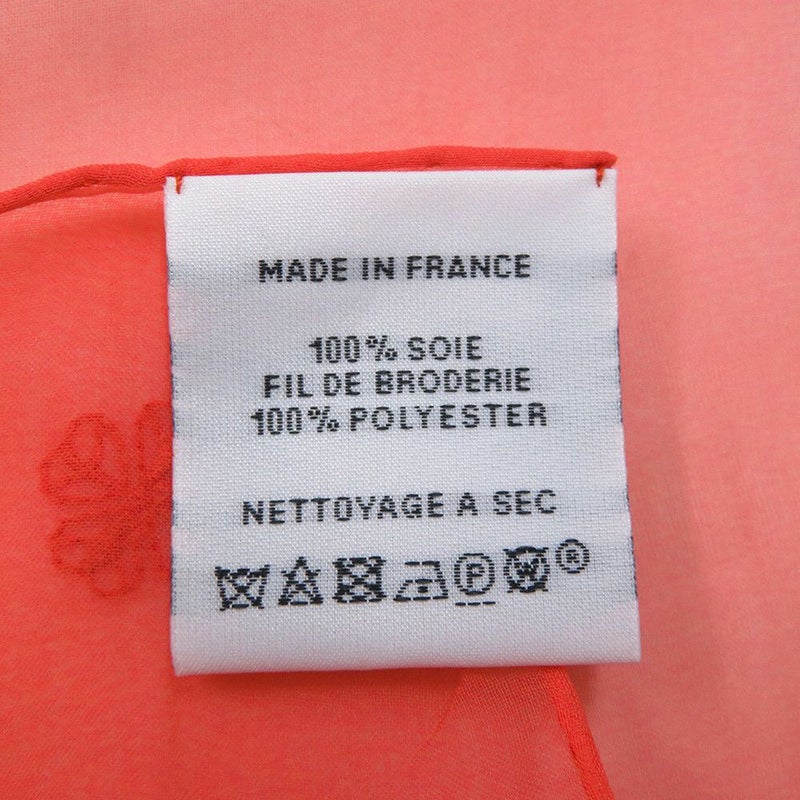 MADE IN FRANCE
100% SOIE
FIL DE BRODERIE
100% POLYESTER
NETTOYAGE A SEC
P W ®